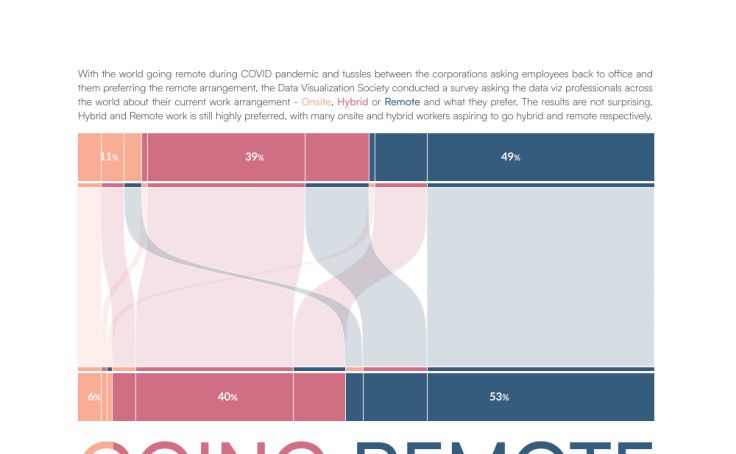 With the world going remote during COVID pandemic and tussles between the corporations asking employees back to office and
them preferring the remote arrangement, the Data Visualization Society conducted a survey asking the data viz professionals across
the world about their current work arrangement - Onsite, Hybrid or Remote and what they prefer. The results are not surprising.
Hybrid and Remote work is still highly preferred, with many onsite and hybrid workers aspiring to go hybrid and remote respectively.
11% 39% 49%
6% 40% 53%
GOING REMOTE